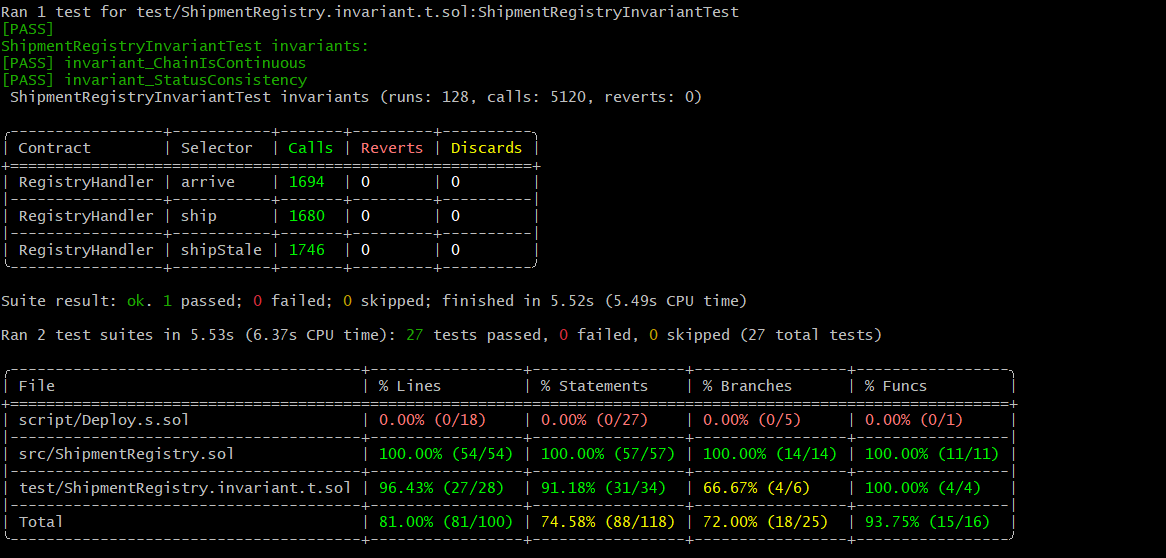 Ran 1 test for test/ShipmentRegistry.invariant.t.sol:ShipmentRegistryInvariantTest
[PASS]
ShipmentRegistryInvariantTest invariants:
[PASS] invariant_ChainIsContinuous
[PASS] invariant_StatusConsistency
ShipmentRegistryInvariantTest invariants (runs: 128, calls: 5120, reverts: 0)
| Contract | Selector | Calls | Reverts | Discards |
| RegistryHandler | arrive | 1694 | 0 | 0 |
| RegistryHandler | ship | 1680 | 0 | 0 |
| RegistryHandler | shipStale | 1746 | 0 | 0 |
Suite result: ok. 1 passed; 0 failed; 0 skipped; finished in 5.52s (5.49s CPU time)
Ran 2 test suites in 5.53s (6.37s CPU time): 27 tests passed, 0 failed, 0 skipped (27 total tests)
| File | % Lines | % Statements | % Branches | % Funcs |
| script/Deploy.s.sol | 0.00% (0/18) | 0.00% (0/27) | 0.00% (0/5) | 0.00% (0/1) |
| src/ShipmentRegistry.sol | 100.00% (54/54) | 100.00% (57/57) | 100.00% (14/14) | 100.00% (11/11) |
| test/ShipmentRegistry.invariant.t.sol | 96.43% (27/28) | 91.18% (31/34) | 66.67% (4/6) | 100.00% (4/4) |
| Total | 81.00% (81/100) | 74.58% (88/118) | 72.00% (18/25) | 93.75% (15/16) |